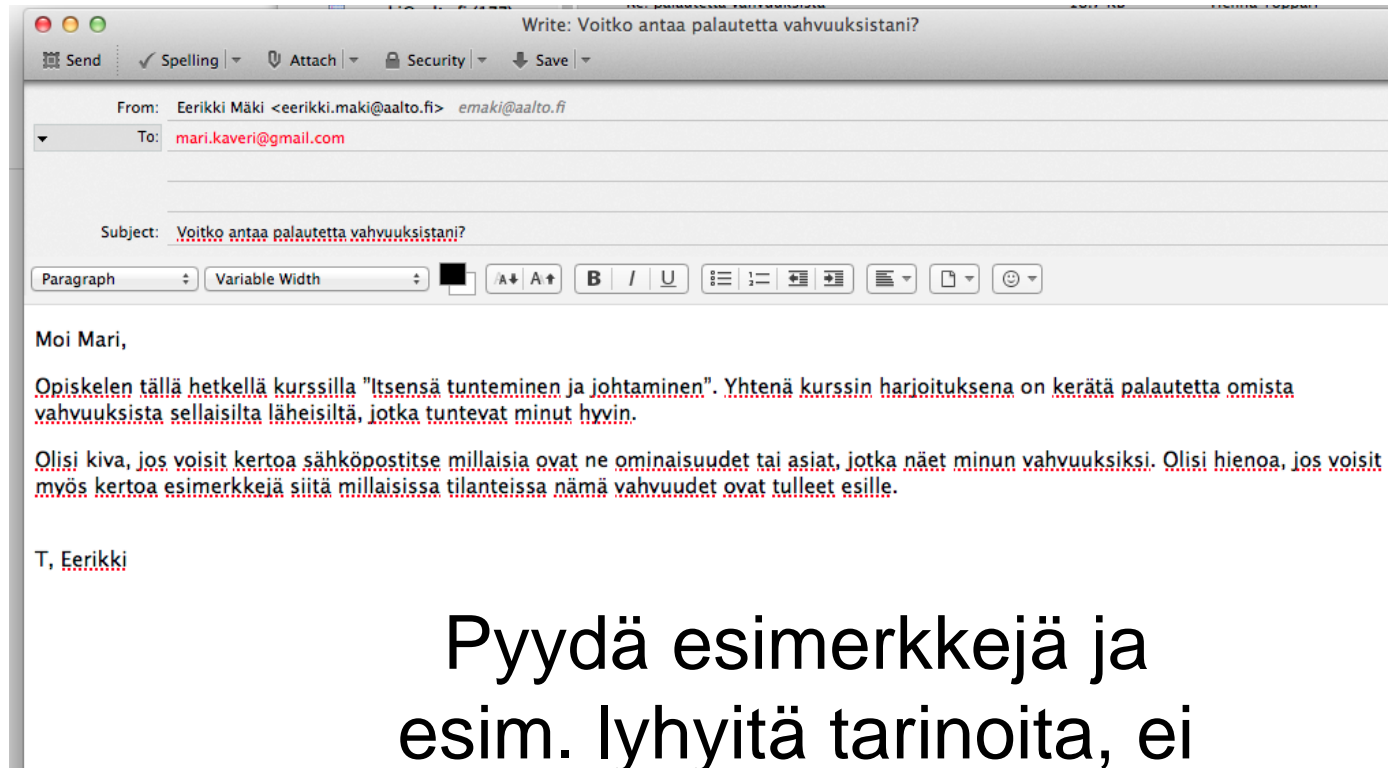 Write: Voitko antaa palautetta vahvuuksistani?
Send Spelling Attach Security Save
From: Eerikki Mäki <eerikki.maki@aalto.fi> emaki@aalto.fi
To: mari.kaveri@gmail.com
Subject: Voitko antaa palautetta vahvuuksistani?
Paragraph Variable Width A A B I U
Moi Mari,
Opiskelen tällä hetkellä kurssilla ”Itsensä tunteminen ja johtaminen”. Yhtenä kurssin harjoituksena on kerätä palautetta omista
vahvuuksista sellaisilta läheisiltä, jotka tuntevat minut hyvin.
Olisi kiva, jos voisit kertoa sähköpostitse millaisia ovat ne ominaisuudet tai asiat, jotka näet minun vahvuuksiksi. Olisi hienoa, jos voisit
myös kertoa esimerkkejä siitä millaisissa tilanteissa nämä vahvuudet ovat tulleet esille.
T, Eerikki
Pyydä esimerkkejä ja
esim. lyhyitä tarinoita, ei